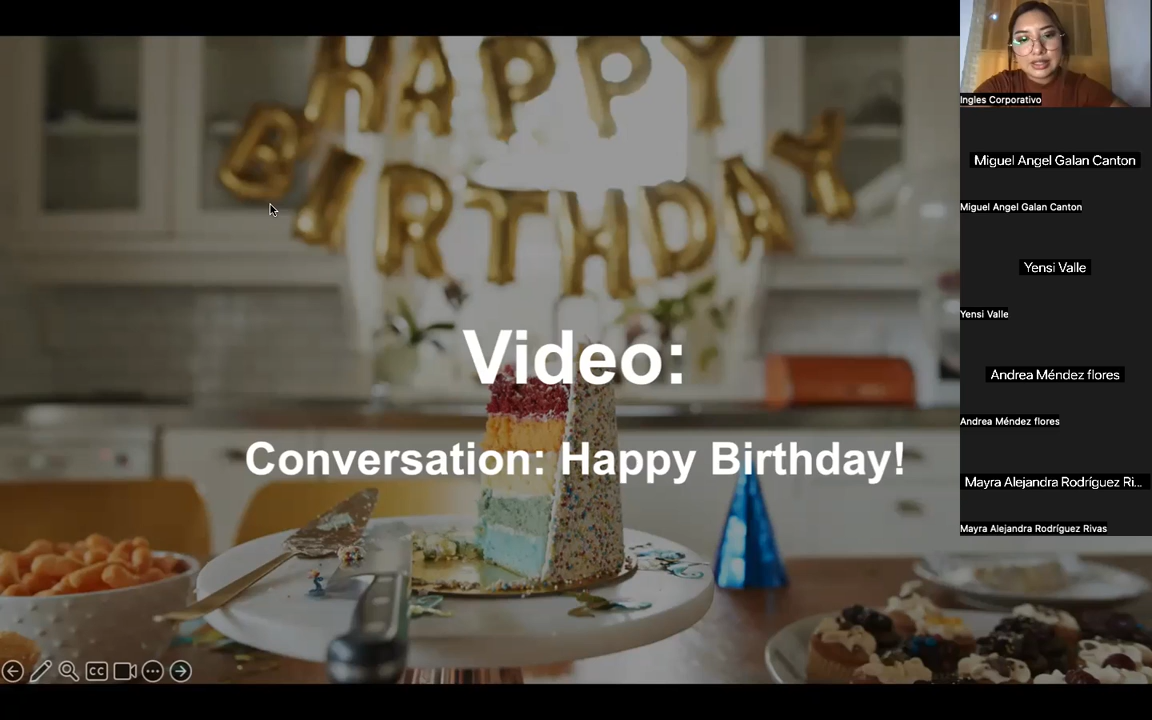 HAPPY
BIRTHDAY
Video:
Conversation: Happy Birthday!
CC
Ingles Corporativo
Miguel Angel Galan Canton
Miguel Angel Galan Canton
Yensi Valle
Yensi Valle
Andrea Méndez flores
Andrea Méndez flores
Mayra Alejandra Rodríguez Ri...
Mayra Alejandra Rodríguez Rivas